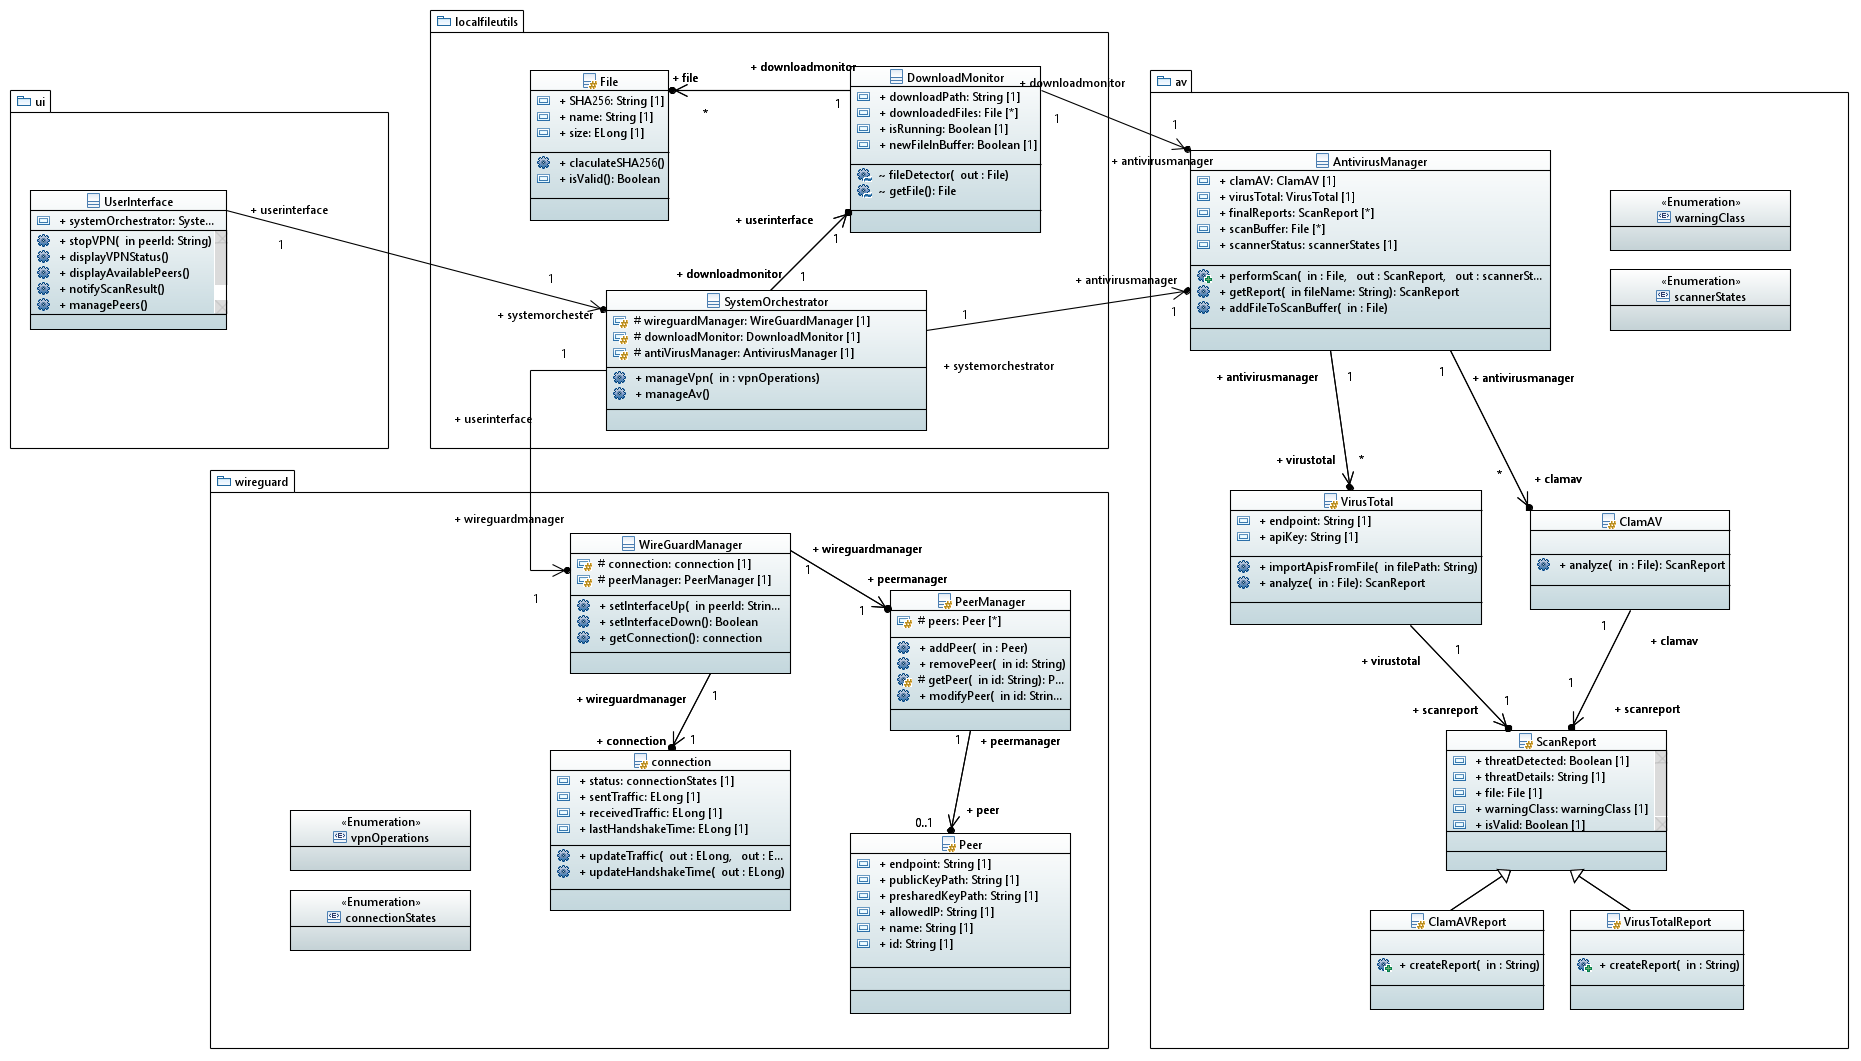 ui
UserInterface
+ systemOrchestrator: Syste...
+ stopVPN( in peerId: String)
+ displayVPNStatus()
+ displayAvailablePeers()
+ notifyScanResult()
+ managePeers()
+ userinterface
1
1
+ systemorchester
localfileutils
File
+ SHA256: String [1]
+ name: String [1]
+ size: ELong [1]
+ claculateSHA256()
+ isValid(): Boolean
+ file
*
+ downloadmonitor
1
DownloadMonitor
+ downloadPath: String [1]
+ downloadedFiles: File [*]
+ isRunning: Boolean [1]
+ newFileInBuffer: Boolean [1]
~ fileDetector( out : File)
~ getFile(): File
+ downloadmonitor
1
1
+ antivirusmanager
+ userinterface
1
+ downloadmonitor
1
SystemOrchestrator
# wireguardManager: WireGuardManager [1]
# downloadMonitor: DownloadMonitor [1]
# antiVirusManager: AntivirusManager [1]
+ manageVpn( in : vpnOperations)
+ manageAv()
+ antivirusmanager
1
1
+ systemorchestrator
1
+ userinterface
+ wireguardmanager
1
av
AntivirusManager
+ clamAV: ClamAV [1]
+ virusTotal: VirusTotal [1]
+ finalReports: ScanReport [*]
+ scanBuffer: File [*]
+ scannerStatus: scannerStates [1]
+ performScan( in : File, out : ScanReport, out : scannerSt...
+ getReport( in fileName: String): ScanReport
+ addFileToScanBuffer( in : File)
«Enumeration»
warningClass
«Enumeration»
scannerStates
+ antivirusmanager
1
1
+ antivirusmanager
+ virustotal
*
*
+ clamav
VirusTotal
+ endpoint: String [1]
+ apiKey: String [1]
+ importApisFromFile( in filePath: String)
+ analyze( in : File): ScanReport
ClamAV
+ analyze( in : File): ScanReport
1
+ virustotal
1
+ clamav
+ scanreport
1
1
+ scanreport
ScanReport
+ threatDetected: Boolean [1]
+ threatDetails: String [1]
+ file: File [1]
+ warningClass: warningClass [1]
+ isValid: Boolean [1]
ClamAVReport
+ createReport( in : String)
VirusTotalReport
+ createReport( in : String)
wireguard
WireGuardManager
# connection: connection [1]
# peerManager: PeerManager [1]
+ setInterfaceUp( in peerId: Strin...
+ setInterfaceDown(): Boolean
+ getConnection(): connection
+ wireguardmanager
1
+ peermanager
1
PeerManager
# peers: Peer [*]
+ addPeer( in : Peer)
+ removePeer( in id: String)
# getPeer( in id: String): P...
+ modifyPeer( in id: Strin...
+ wireguardmanager
1
+ connection
1
connection
+ status: connectionStates [1]
+ sentTraffic: ELong [1]
+ receivedTraffic: ELong [1]
+ lastHandshakeTime: ELong [1]
+ updateTraffic( out : ELong, out : E...
+ updateHandshakeTime( out : ELong)
1
+ peermanager
+ peer
0..1
Peer
+ endpoint: String [1]
+ publicKeyPath: String [1]
+ presharedKeyPath: String [1]
+ allowedIP: String [1]
+ name: String [1]
+ id: String [1]
«Enumeration»
vpnOperations
«Enumeration»
connectionStates